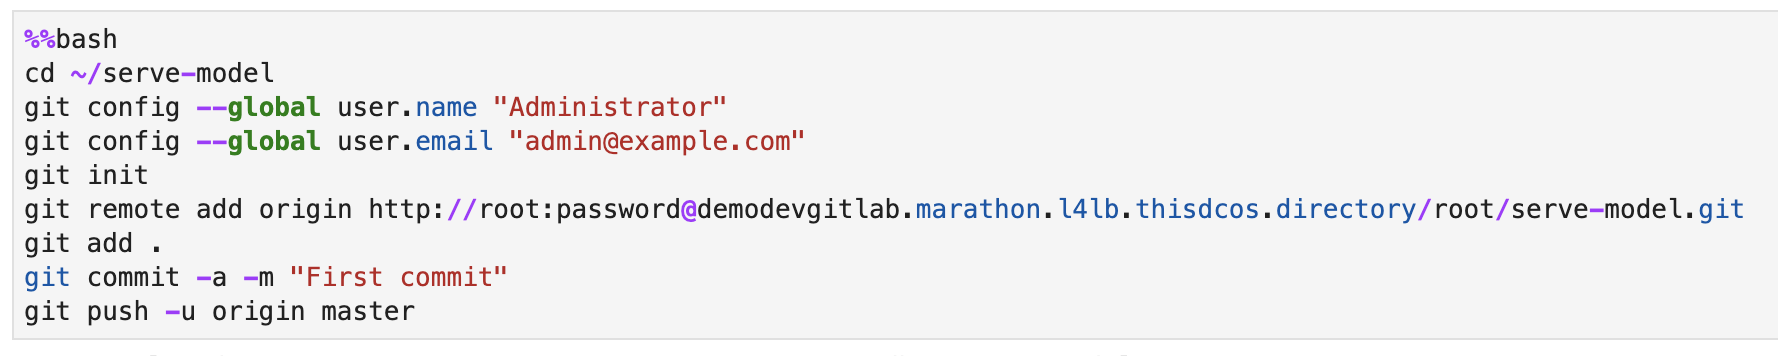 %%bash
cd ~/serve-model
git config --global user.name "Administrator"
git config --global user.email "admin@example.com"
git init
git remote add origin http://root:password@demodevgitlab.marathon.l4lb.thisdcos.directory/root/serve-model.git
git add .
git commit -a -m "First commit"
git push -u origin master